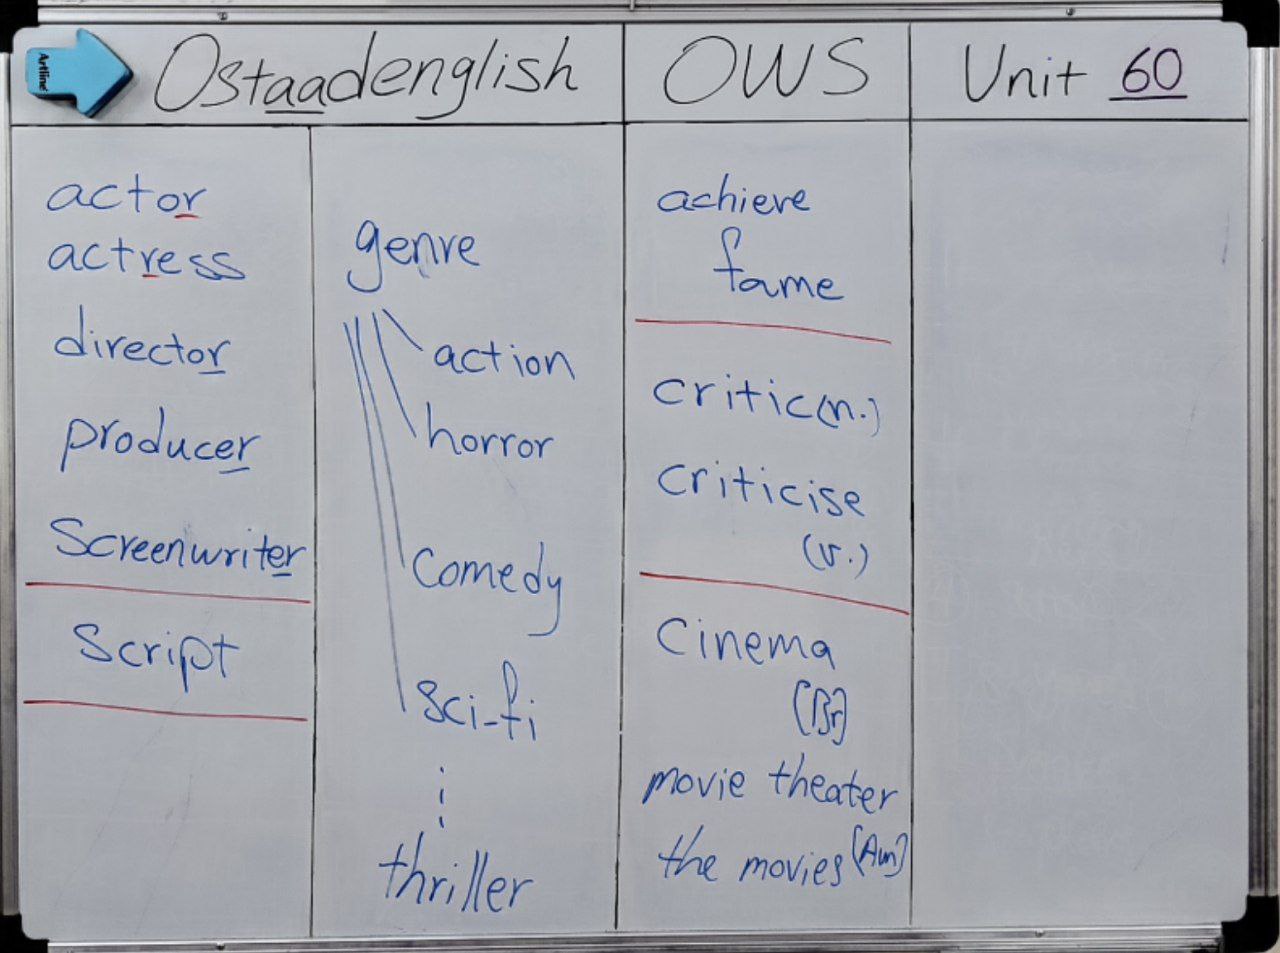 Artline
Ostaadenglish
OWS
Unit 60
actor
actress
director
producer
Screenwriter
Script
genre
action
horror
Comedy
Sci-fi
thriller
achieve
fame
critic (n.)
criticise
(v.)
Cinema
(Br)
movie theater
the movies (Am)